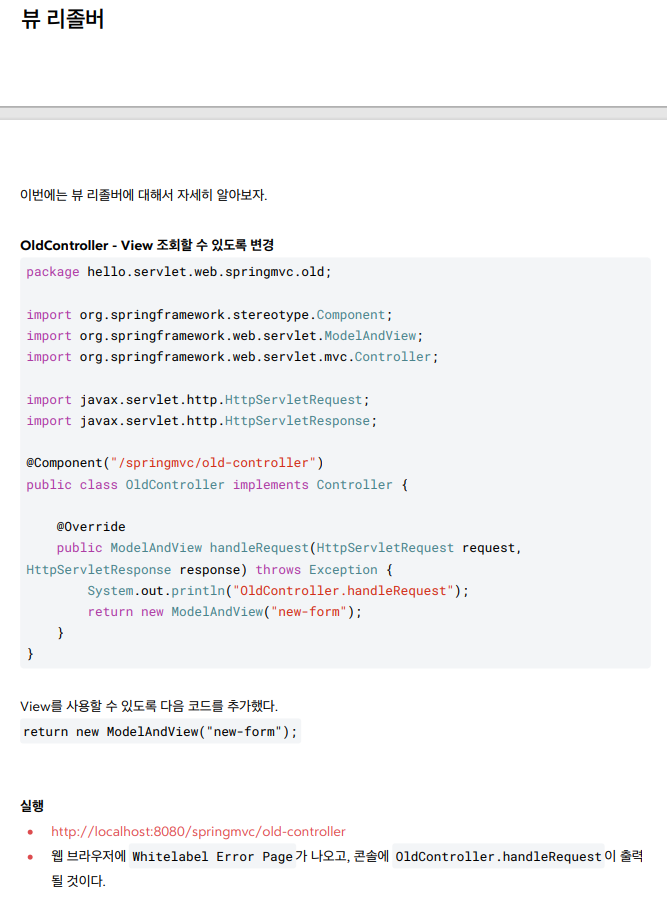 뷰 리졸버
이번에는 뷰 리졸버에 대해서 자세히 알아보자.
OldController - View 조회할 수 있도록 변경
package hello.servlet.web.springmvc.old;
import org.springframework.stereotype.Component;
import org.springframework.web.servlet.ModelAndView;
import org.springframework.web.servlet.mvc.Controller;
import javax.servlet.http.HttpServletRequest;
import javax.servlet.http.HttpServletResponse;
@Component("/springmvc/old-controller")
public class OldController implements Controller {
    @Override
    public ModelAndView handleRequest(HttpServletRequest request,
HttpServletResponse response) throws Exception {
        System.out.println("OldController.handleRequest");
        return new ModelAndView("new-form");
    }
}
View를 사용할 수 있도록 다음 코드를 추가했다.
return new ModelAndView("new-form");
실행
• http://localhost:8080/springmvc/old-controller
• 웹 브라우저에 Whitelabel Error Page가 나오고, 콘솔에 OldController.handleRequest이 출력
될 것이다.